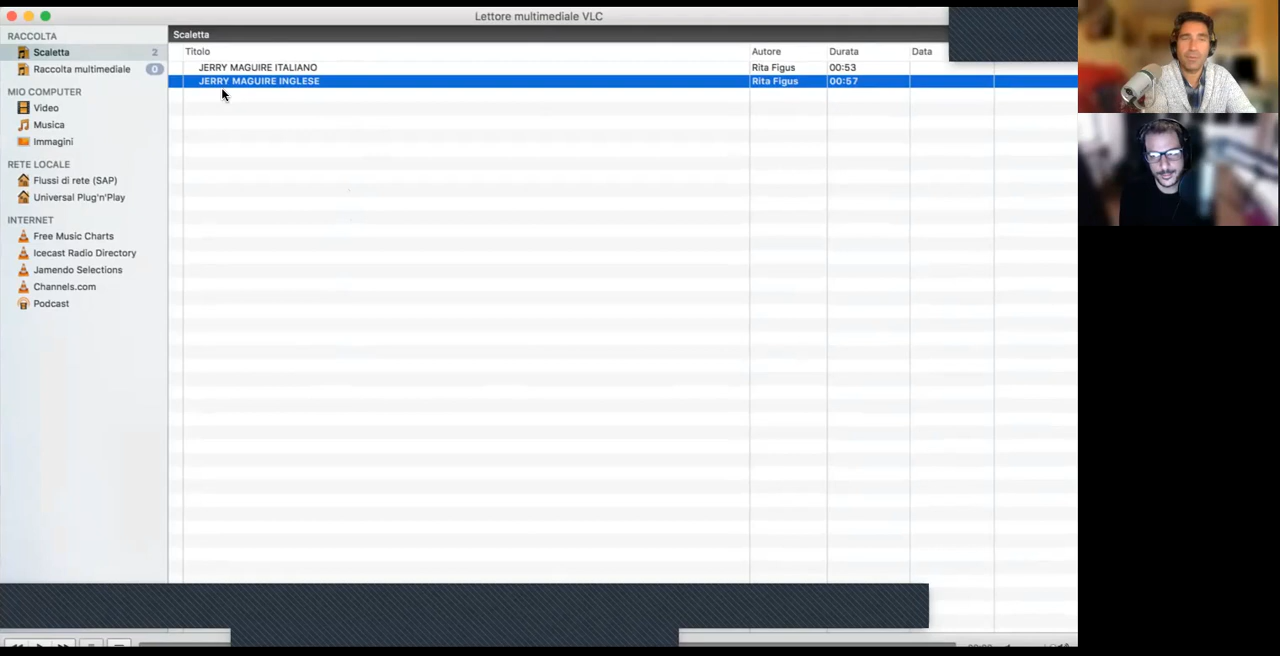 Lettore multimediale VLC
RACCOLTA
Scaletta 2
Raccolta multimediale 0
MIO COMPUTER
Video
Musica
Immagini
RETE LOCALE
Flussi di rete (SAP)
Universal Plug'n'Play
INTERNET
Free Music Charts
Icecast Radio Directory
Jamendo Selections
Channels.com
Podcast
Scaletta
Titolo Autore Durata Data
JERRY MAGUIRE ITALIANO Rita Figus 00:53
JERRY MAGUIRE INGLESE Rita Figus 00:57